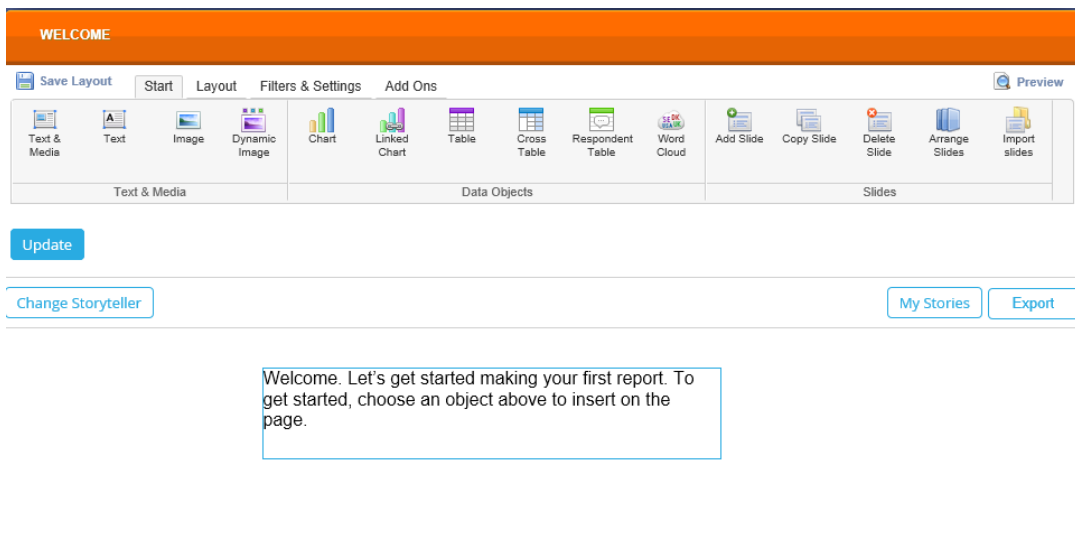 WELCOME
Save Layout Start Layout Filters & Settings Add Ons Preview
Text & Media
Text
Image
Dynamic Image
Chart
Linked Chart
Table
Cross Table
Respondent Table
Word Cloud
Add Slide
Copy Slide
Delete Slide
Arrange Slides
Import slides
Text & Media Data Objects Slides
Update
Change Storyteller My Stories Export
Welcome. Let's get started making your first report. To
get started, choose an object above to insert on the
page.